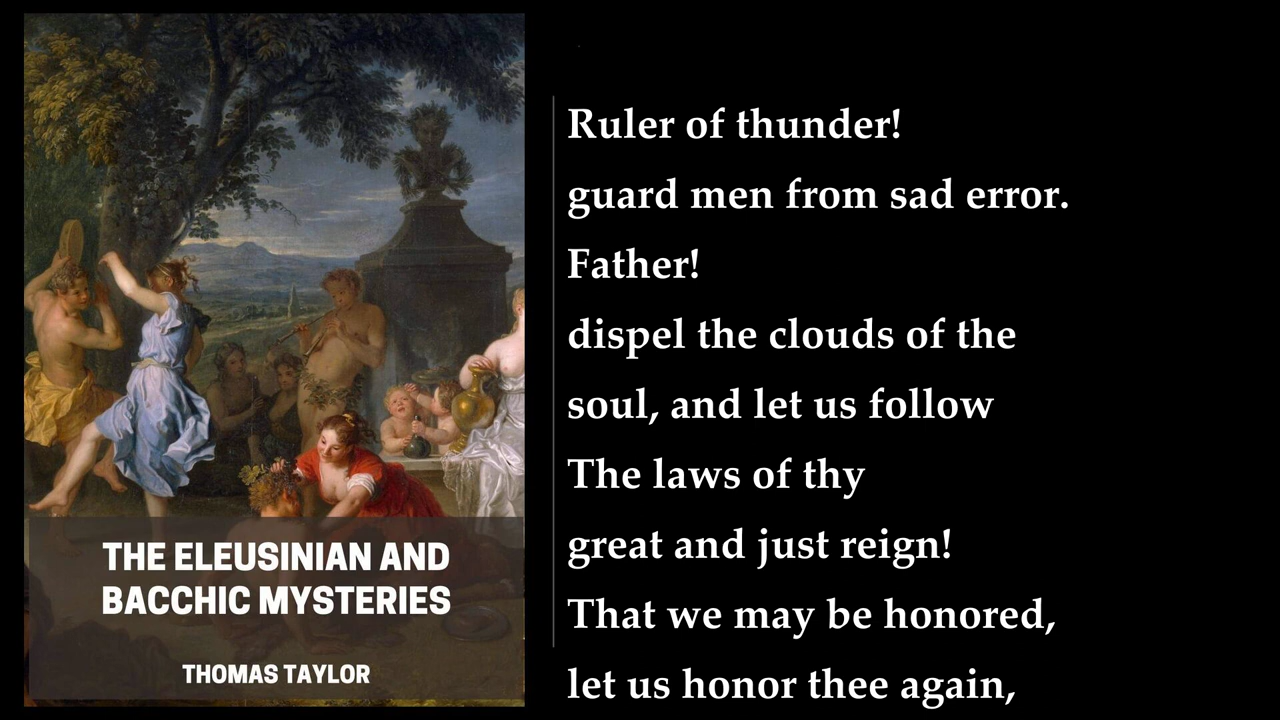 THE ELEUSINIAN AND
BACCHIC MYSTERIES
THOMAS TAYLOR
Ruler of thunder!
guard men from sad error.
Father!
dispel the clouds of the
soul, and let us follow
The laws of thy
great and just reign!
That we may be honored,
let us honor thee again,